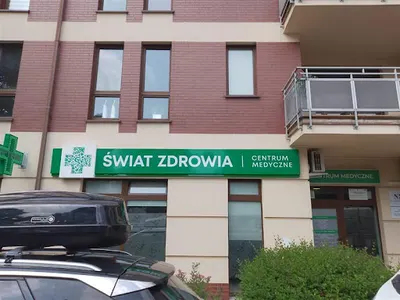 ŚWIAT ZDROWIA
CENTRUM
MEDYCZNE
CENTRUM MEDYCZNE